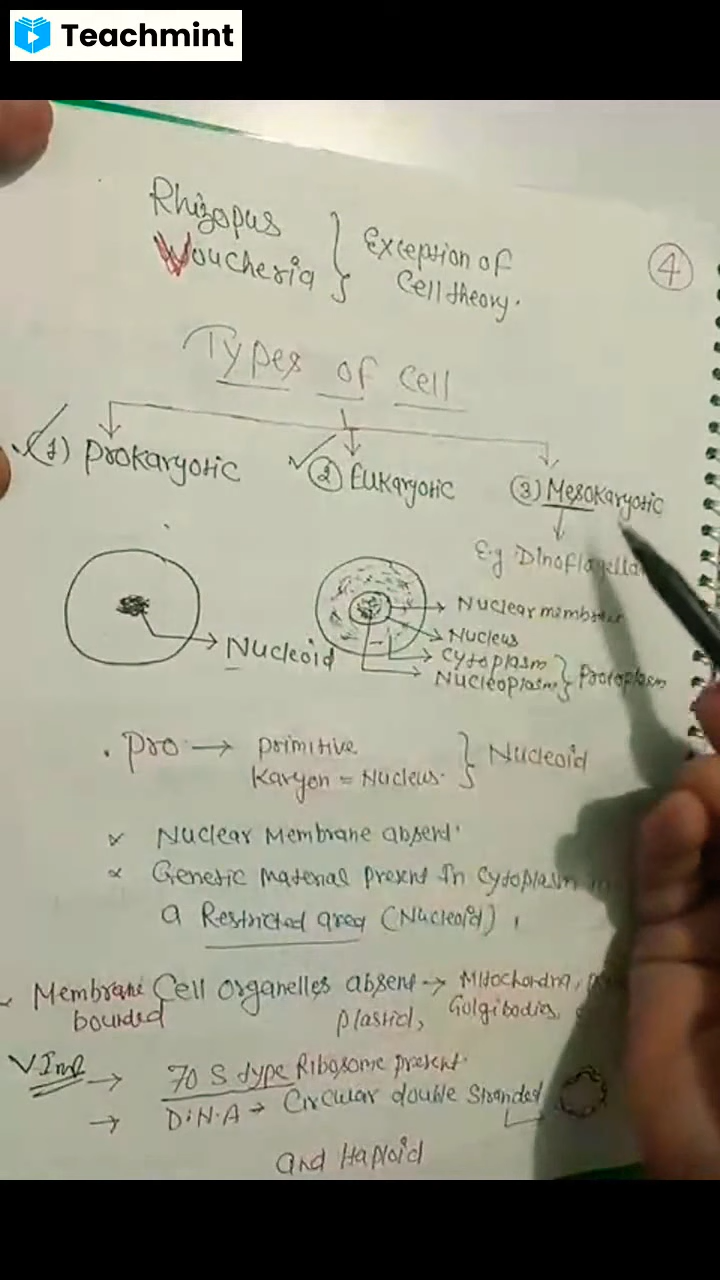 Teachmint
Rhizopus
Voucheria } Exception of
Cell theory.
4
Types of cell
(1) Prokaryotic
(2) Eukaryotic
(3) Mesokaryotic
E.g Dinoflagella
Nucleoid
Nuclear membrane
Nucleus
Cytoplasm
Nucleoplasm } Protoplasm
. Pro → Primitive
Karyon = Nucleus. } Nucleoid
Nuclear Membrane absent.
Genetic Material Present In Cytoplasm in
a Restricted area (Nucleoid)
Membrane Cell organelles absent → Mitochondria,
bounded Plastid, Golgibodies,
V.Imp → 70 S type Ribosome present.
→ D.N.A → Circular double Stranded
and Haploid